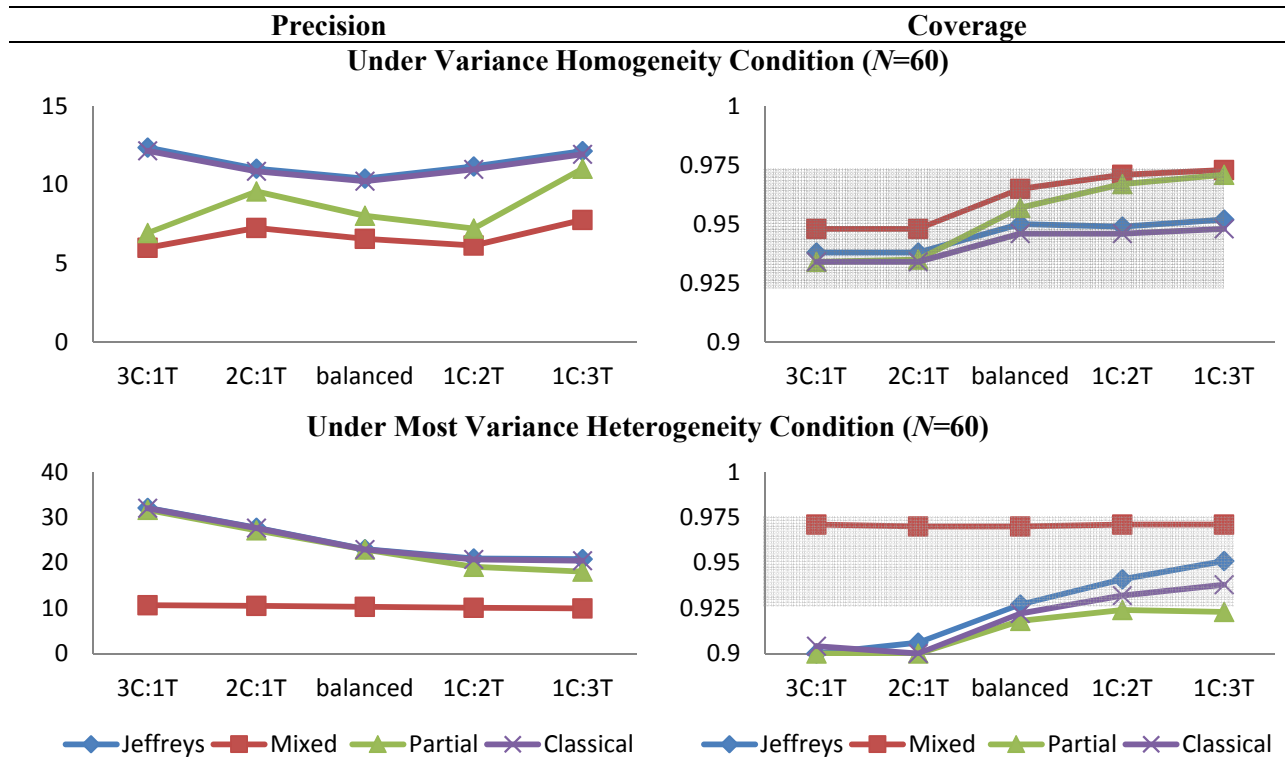 Precision Coverage
Under Variance Homogeneity Condition (N=60)
15
10
5
0
3C:1T 2C:1T balanced 1C:2T 1C:3T
1
0.975
0.95
0.925
0.9
3C:1T 2C:1T balanced 1C:2T 1C:3T
Under Most Variance Heterogeneity Condition (N=60)
40
30
20
10
0
3C:1T 2C:1T balanced 1C:2T 1C:3T
1
0.975
0.95
0.925
0.9
3C:1T 2C:1T balanced 1C:2T 1C:3T
Jeffreys Mixed Partial Classical
Jeffreys Mixed Partial Classical